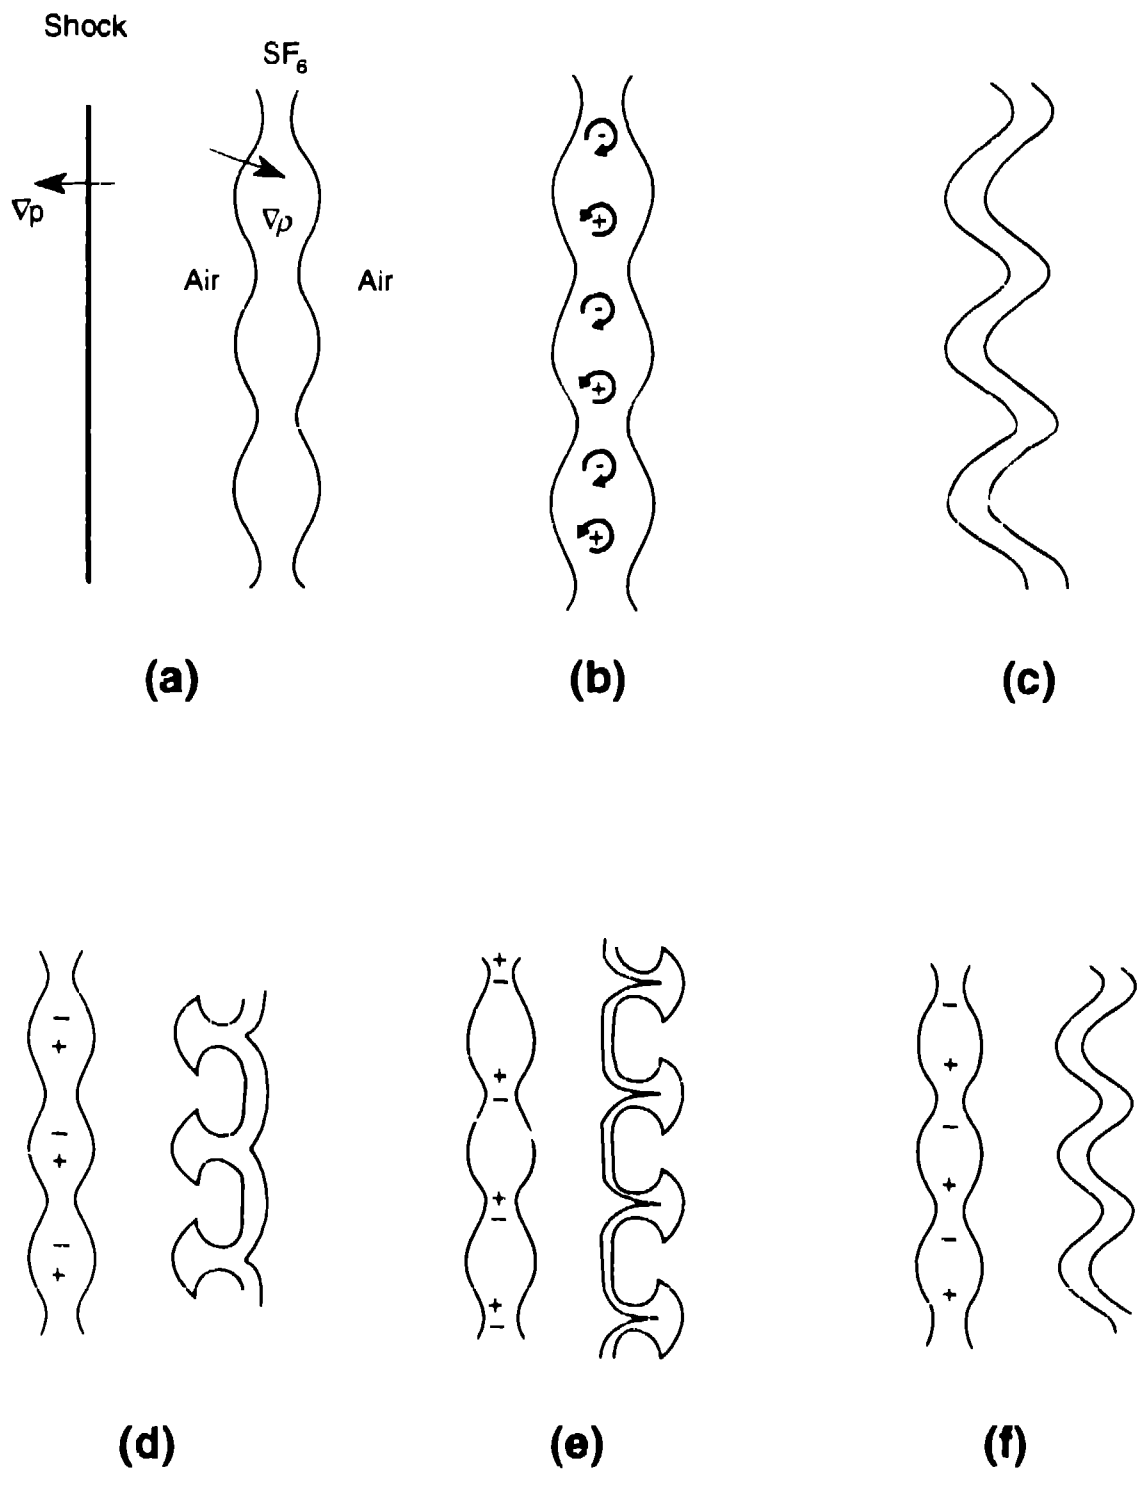 Shock
SF₆
∇p
∇ρ
Air
Air
-
+
-
+
-
+
(a)
(b)
(c)
-
+
-
+
-
+
+
-
+
-
+
-
+
-
-
+
-
+
-
+
(d)
(e)
(f)